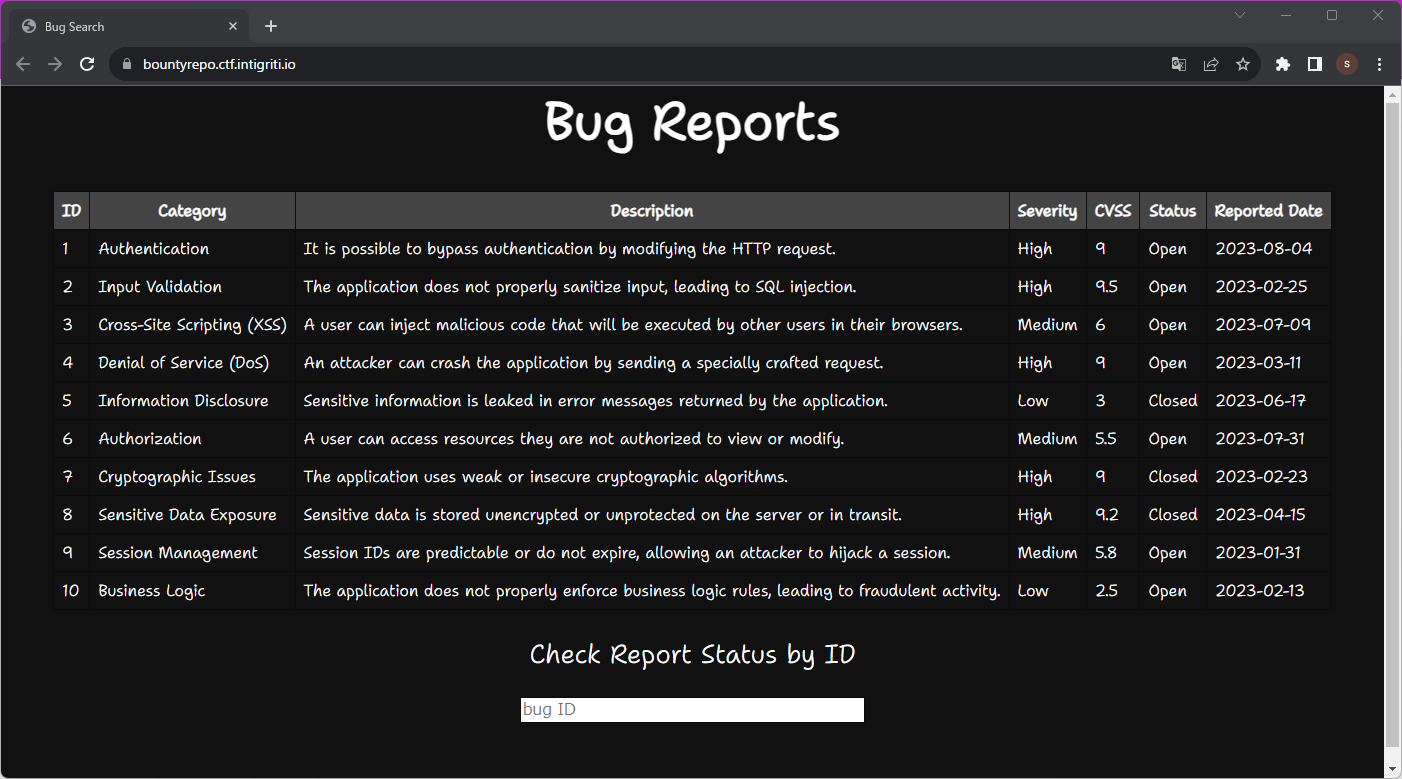 Bug Search
bountyrepo.ctf.intigriti.io
S
Bug Reports
ID Category Description Severity CVSS Status Reported Date
1 Authentication It is possible to bypass authentication by modifying the HTTP request. High 9 Open 2023-08-04
2 Input Validation The application does not properly sanitize input, leading to SQL injection. High 9.5 Open 2023-02-25
3 Cross-Site Scripting (XSS) A user can inject malicious code that will be executed by other users in their browsers. Medium 6 Open 2023-07-09
4 Denial of Service (DoS) An attacker can crash the application by sending a specially crafted request. High 9 Open 2023-03-11
5 Information Disclosure Sensitive information is leaked in error messages returned by the application. Low 3 Closed 2023-06-17
6 Authorization A user can access resources they are not authorized to view or modify. Medium 5.5 Open 2023-07-31
7 Cryptographic Issues The application uses weak or insecure cryptographic algorithms. High 9 Closed 2023-02-23
8 Sensitive Data Exposure Sensitive data is stored unencrypted or unprotected on the server or in transit. High 9.2 Closed 2023-04-15
9 Session Management Session IDs are predictable or do not expire, allowing an attacker to hijack a session. Medium 5.8 Open 2023-01-31
10 Business Logic The application does not properly enforce business logic rules, leading to fraudulent activity. Low 2.5 Open 2023-02-13
Check Report Status by ID
bug ID